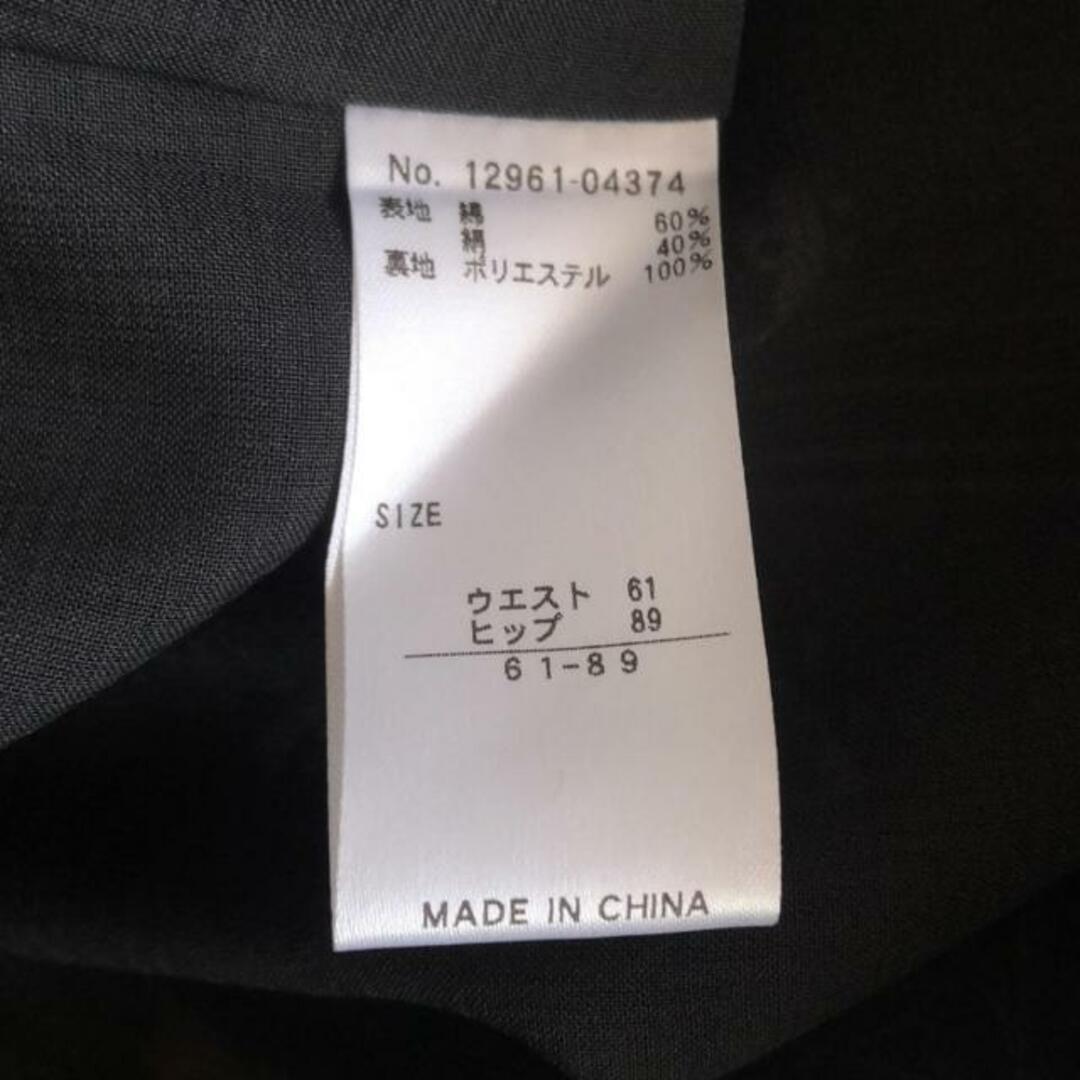 No. 12961-04374
表地 綿 60%
絹 40%
裏地 ポリエステル 100%
SIZE
ウエスト 61
ヒップ 89
61-89
MADE IN CHINA